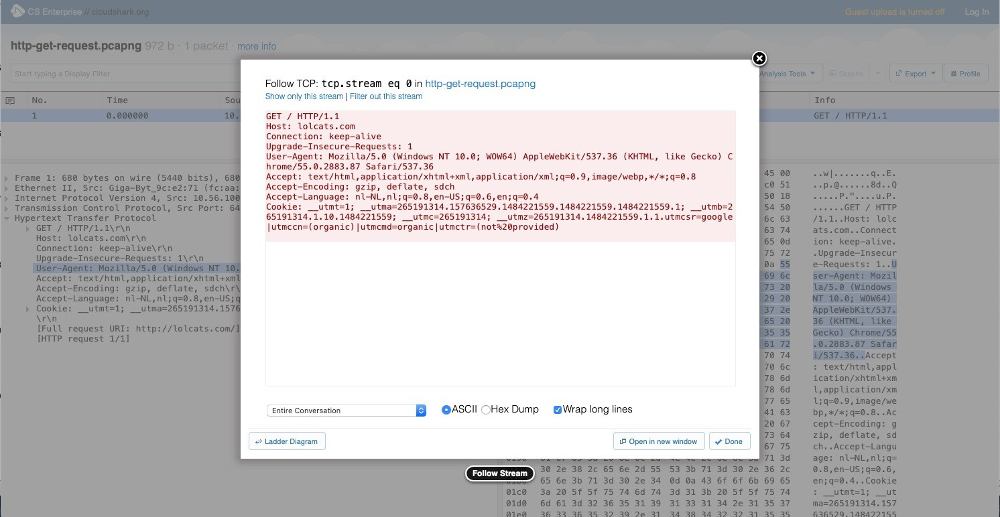 CS Enterprise // cloudshark.org
Guest upload is turned off
Log In
http-get-request.pcapng 972 b · 1 packet · more info
Start typing a Display Filter
Analysis Tools
Graphs
Export
Profile
No.
Time
Sou
Info
1
0.000000
10.
GET / HTTP/1.1
Follow TCP: tcp.stream eq 0 in http-get-request.pcapng
Show only this stream | Filter out this stream
GET / HTTP/1.1
Host: lolcats.com
Connection: keep-alive
Upgrade-Insecure-Requests: 1
User-Agent: Mozilla/5.0 (Windows NT 10.0; WOW64) AppleWebKit/537.36 (KHTML, like Gecko) C
hrome/55.0.2883.87 Safari/537.36
Accept: text/html,application/xhtml+xml,application/xml;q=0.9,image/webp,*/*;q=0.8
Accept-Encoding: gzip, deflate, sdch
Accept-Language: nl-NL,nl;q=0.8,en-US;q=0.6,en;q=0.4
Cookie: __utmt=1; __utma=265191314.157636529.1484221559.1484221559.1484221559.1; __utmb=2
65191314.1.10.1484221559; __utmc=265191314; __utmz=265191314.1484221559.1.1.utmcsr=google
|utmccn=(organic)|utmcmd=organic|utmctr=(not%20provided)
Entire Conversation
ASCII
Hex Dump
Wrap long lines
Ladder Diagram
Open in new window
Done
Follow Stream
Frame 1: 680 bytes on wire (5440 bits), 680
Ethernet II, Src: Giga-Byt_9c:e2:71 (fc:aa:
Internet Protocol Version 4, Src: 10.56.100
Transmission Control Protocol, Src Port: 64
Hypertext Transfer Protocol
GET / HTTP/1.1\r\n
Host: lolcats.com\r\n
Connection: keep-alive\r\n
Upgrade-Insecure-Requests: 1\r\n
User-Agent: Mozilla/5.0 (Windows NT 10.
Accept: text/html,application/xhtml+xml
Accept-Encoding: gzip, deflate, sdch\r\
Accept-Language: nl-NL,nl;q=0.8,en-US;q
Cookie: __utmt=1; __utma=265191314.1576
\r\n
[Full request URI: http://lolcats.com/]
[HTTP request 1/1]
45 00 ..w|.......q..E.
c0 51 ..p.@......8d..Q
50 18 .....P."....u.P.
54 50 ......GET / HTTP
6c 63 /1.1..Host: lolc
63 74 ats.com..Connect
65 0d ion: keep-alive.
75 72 .Upgrade-Insecur
0a 55 e-Requests: 1..U
69 6c ser-Agent: Mozil
73 20 la/5.0 (Windows
29 20 NT 10.0; WOW64)
37 2e AppleWebKit/537.
65 20 36 (KHTML, like
35 35 Gecko) Chrome/55
61 72 .0.2883.87 Safar
70 74 i/537.36..Accept
70 6c : text/html,appl
78 6d ication/xhtml+xm
78 6d l,application/xm
77 65 l;q=0.9,image/we
41 63 bp,*/*;q=0.8..Ac
20 67 cept-Encoding: g
73 64 zip, deflate, sd
67 75 ch..Accept-Langu
71 3d age: nl-NL,nl;q=
30 2e 38 2c 65 6e 2d 55 53 3b 71 3d 30 2e 36 2c 0.8,en-US;q=0.6,
65 6e 3b 71 3d 30 2e 34 0d 0a 43 6f 6f 6b 69 65 en;q=0.4..Cookie
01c0 3a 20 5f 5f 75 74 6d 74 3d 31 3b 20 5f 5f 75 74 : __utmt=1; __ut
01d0 6d 61 3d 32 36 35 31 39 31 33 31 34 2e 31 35 37 ma=265191314.157
01e0 36 33 36 35 32 39 2e 31 34 38 34 32 32 31 35 35 636529.148422155